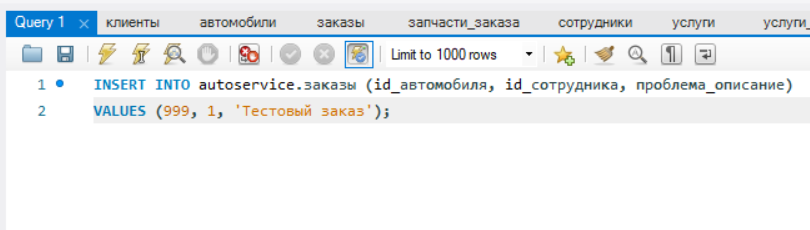 Query 1 × клиенты автомобили заказы запчасти_заказа сотрудники услуги услуги_
Limit to 1000 rows
1 INSERT INTO autoservice.заказы (id_автомобиля, id_сотрудника, проблема_описание)
2 VALUES (999, 1, 'Тестовый заказ');